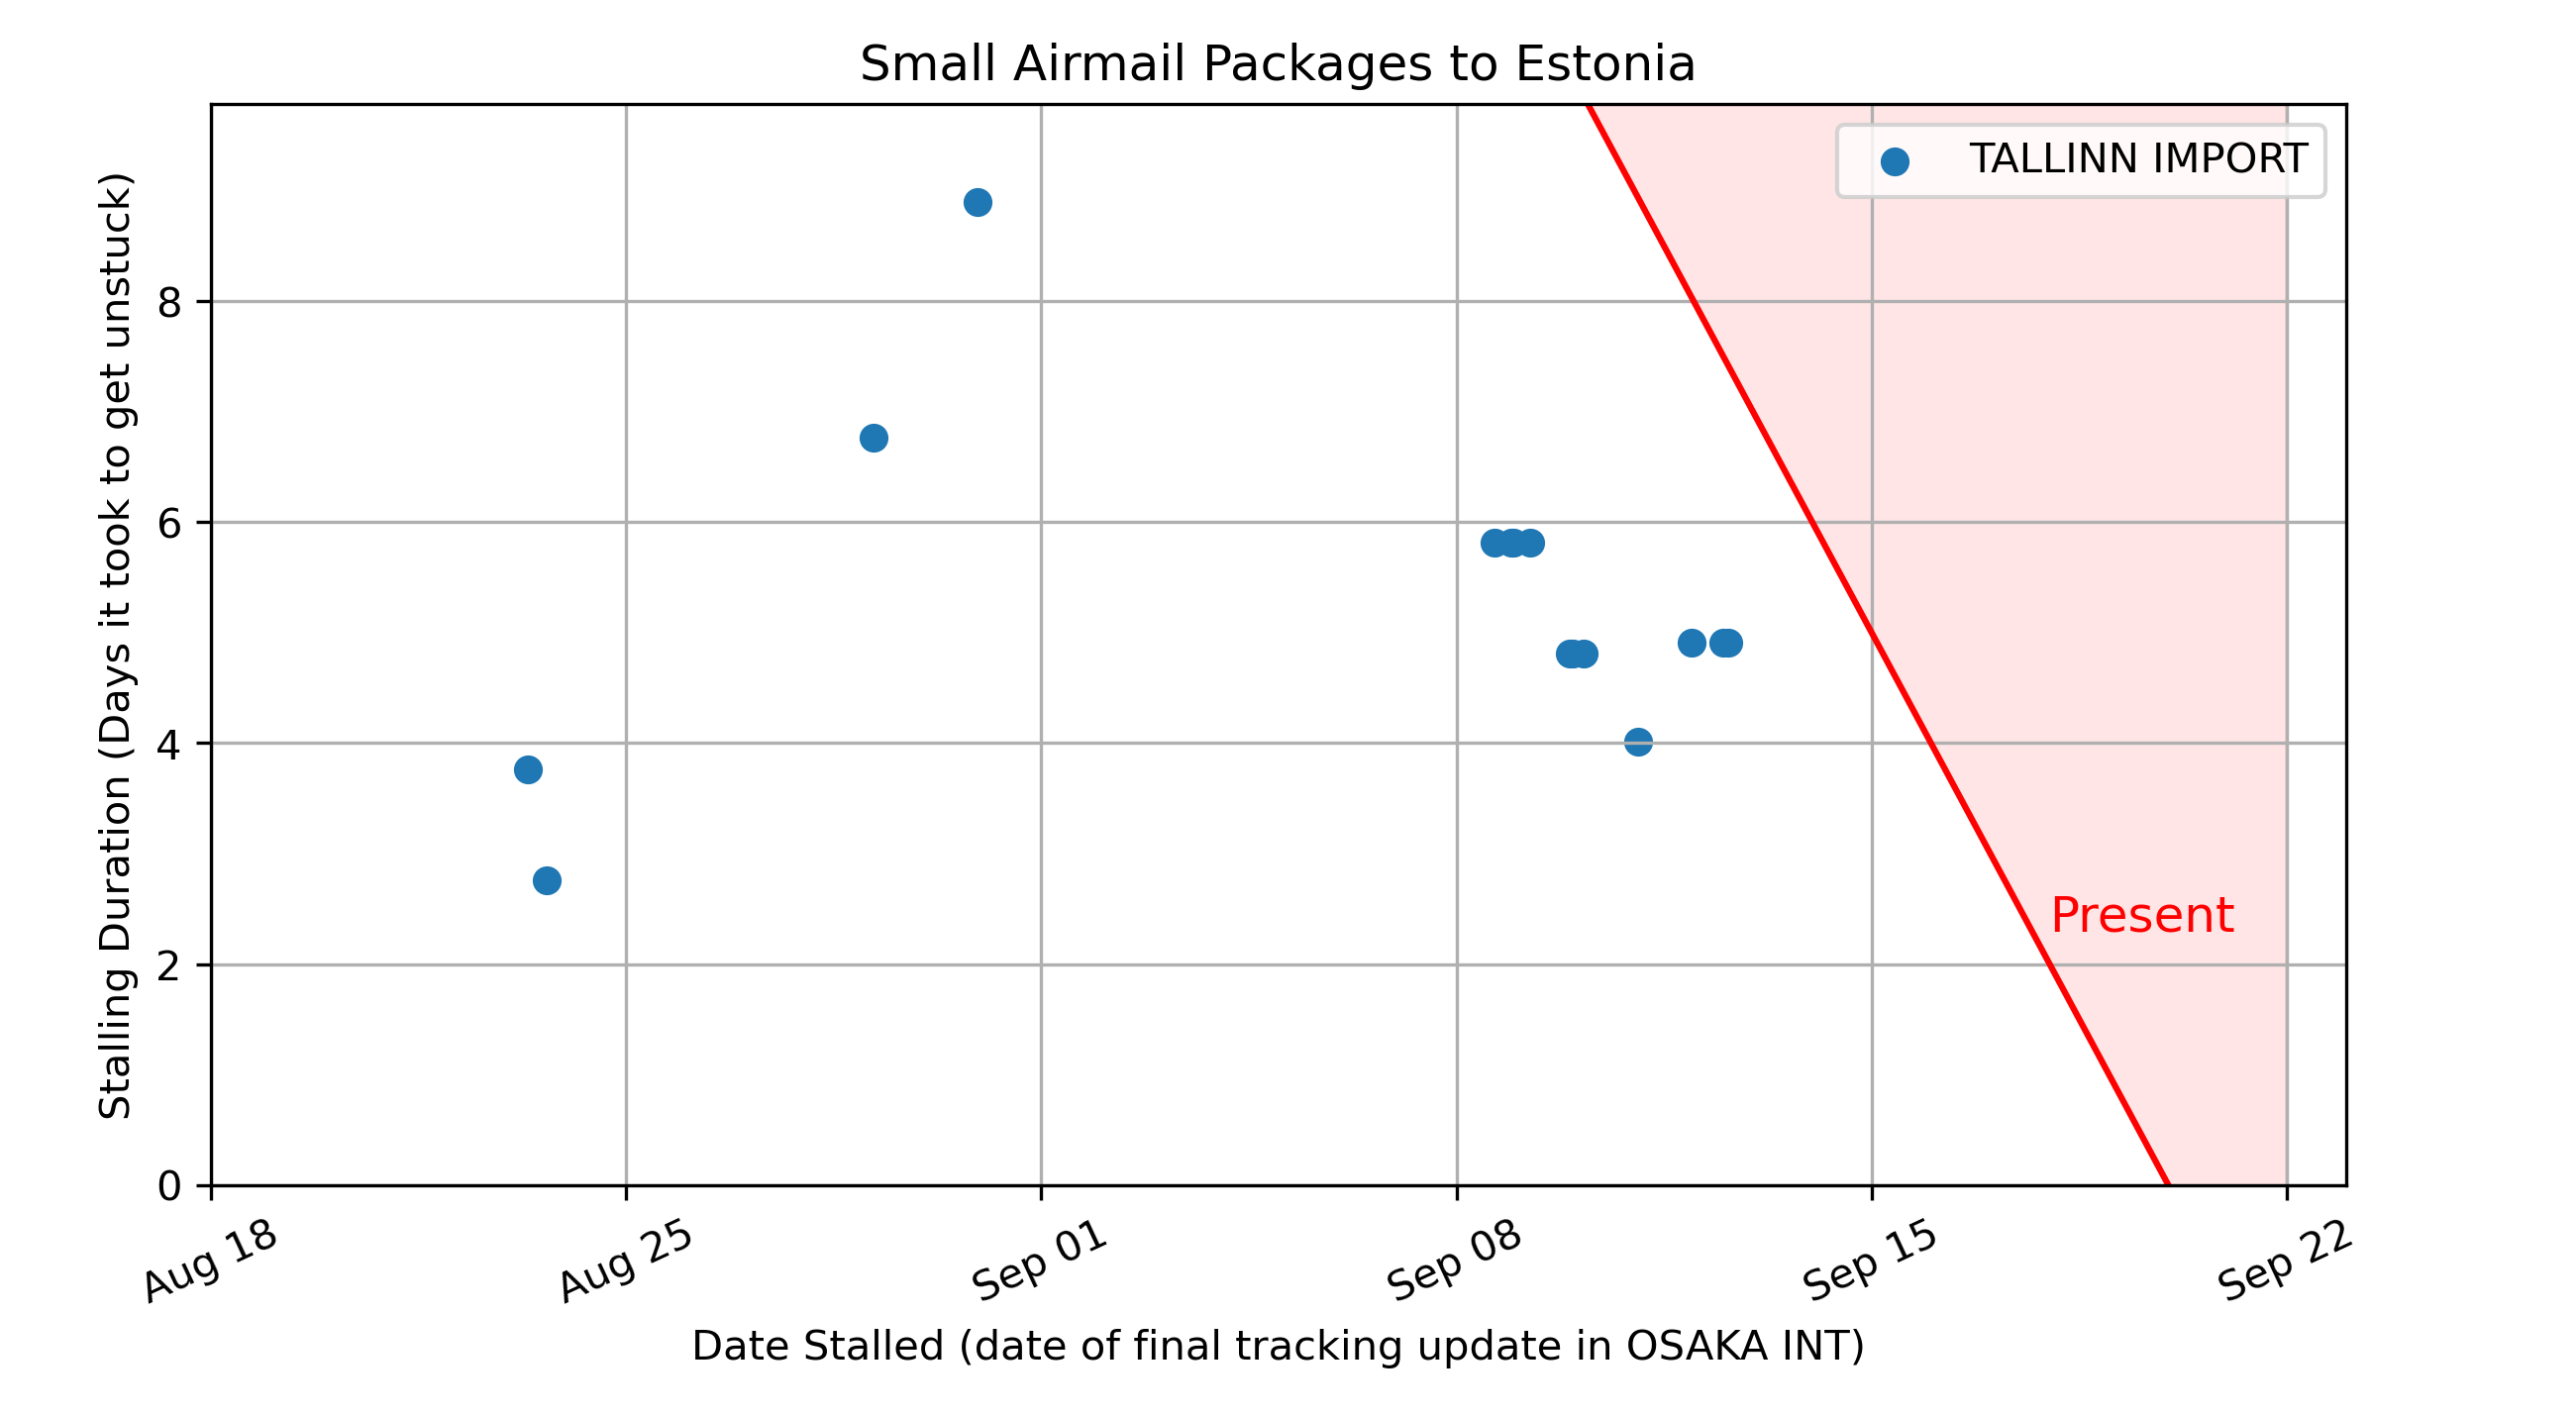 Small Airmail Packages to Estonia
TALLINN IMPORT
Stalling Duration (Days it took to get unstuck)
8
6
4
2
0
Present
Aug 18
Aug 25
Sep 01
Sep 08
Sep 15
Sep 22
Date Stalled (date of final tracking update in OSAKA INT)